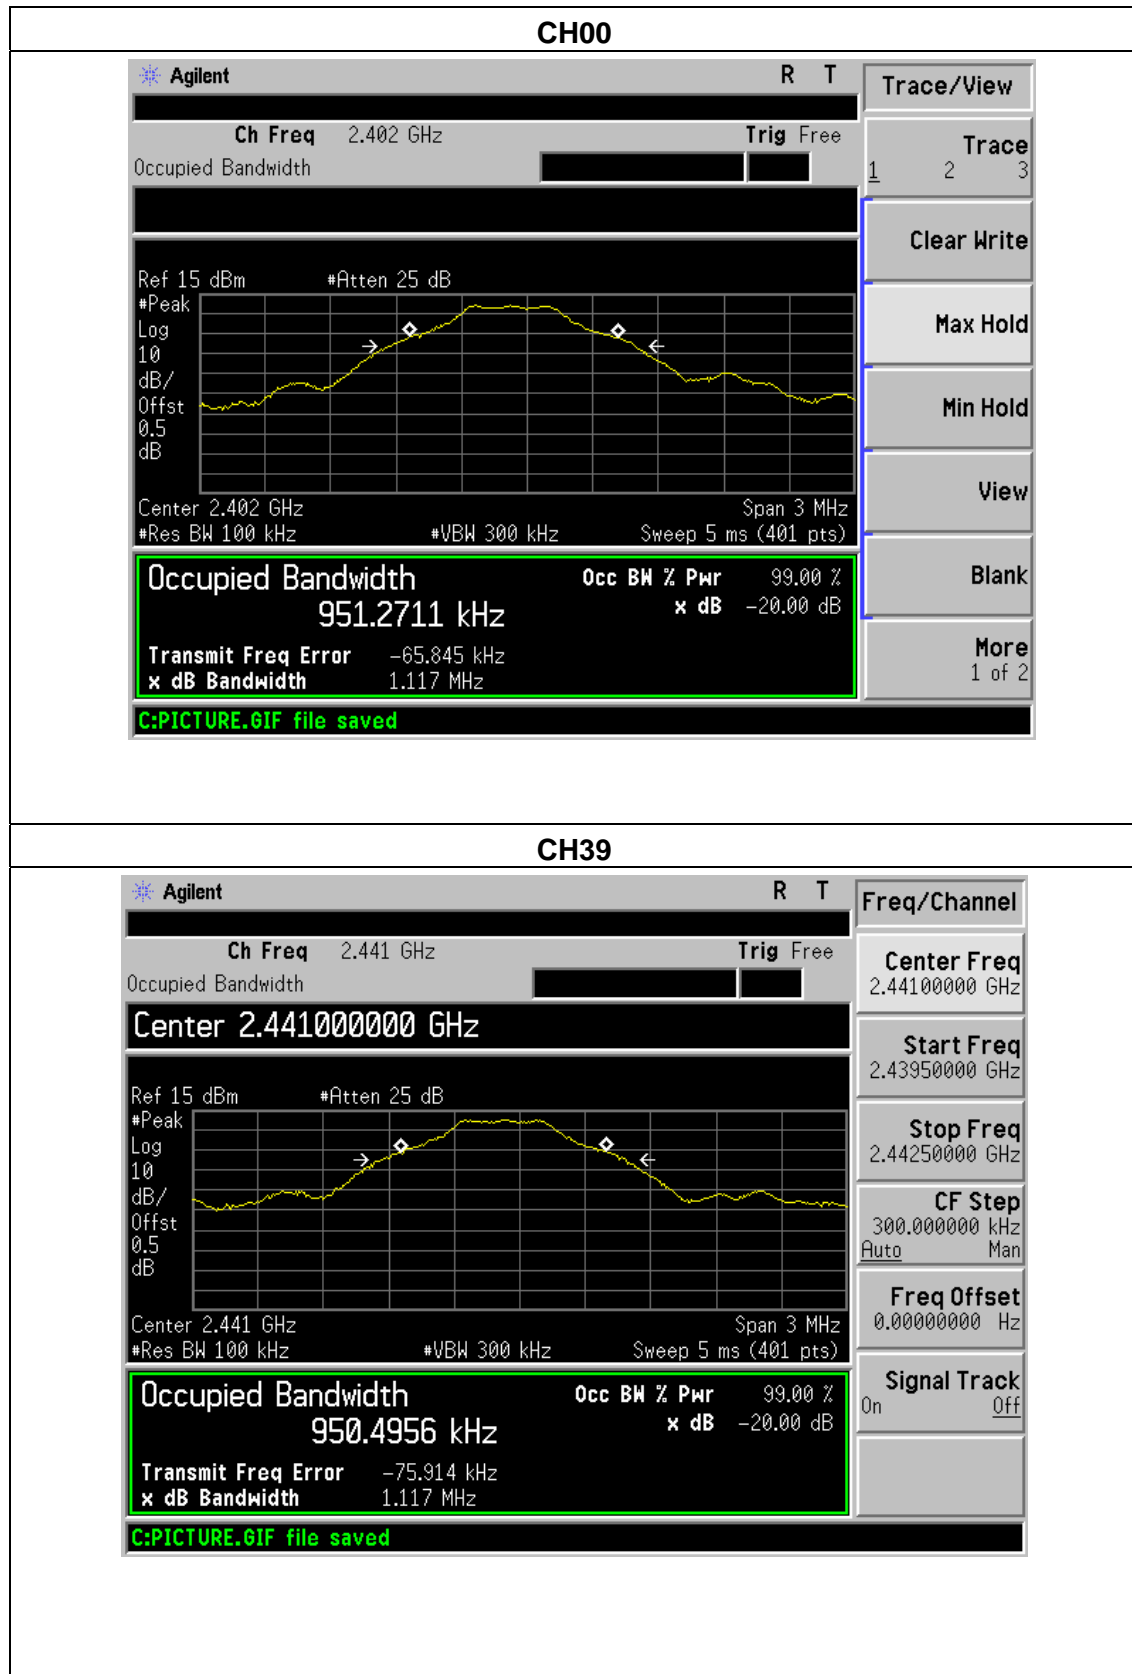 CH00
Agilent R T
Trace/View
Ch Freq 2.402 GHz Trig Free
Occupied Bandwidth
Trace
1 2 3
Clear Write
Ref 15 dBm #Atten 25 dB
#Peak
Log
10
dB/
Offst
0.5
dB
Max Hold
Min Hold
View
Center 2.402 GHz Span 3 MHz
#Res BW 100 kHz #VBW 300 kHz Sweep 5 ms (401 pts)
Occupied Bandwidth Occ BW % Pwr 99.00 %
951.2711 kHz x dB -20.00 dB
Blank
Transmit Freq Error -65.845 kHz
x dB Bandwidth 1.117 MHz
More
1 of 2
C:PICTURE.GIF file saved
CH39
Agilent R T
Freq/Channel
Ch Freq 2.441 GHz Trig Free
Occupied Bandwidth
Center Freq
2.44100000 GHz
Center 2.441000000 GHz
Start Freq
2.43950000 GHz
Ref 15 dBm #Atten 25 dB
#Peak
Log
10
dB/
Offst
0.5
dB
Stop Freq
2.44250000 GHz
CF Step
300.000000 kHz
Auto Man
Freq Offset
0.00000000 Hz
Center 2.441 GHz Span 3 MHz
#Res BW 100 kHz #VBW 300 kHz Sweep 5 ms (401 pts)
Occupied Bandwidth Occ BW % Pwr 99.00 %
950.4956 kHz x dB -20.00 dB
Signal Track
On Off
Transmit Freq Error -75.914 kHz
x dB Bandwidth 1.117 MHz
C:PICTURE.GIF file saved